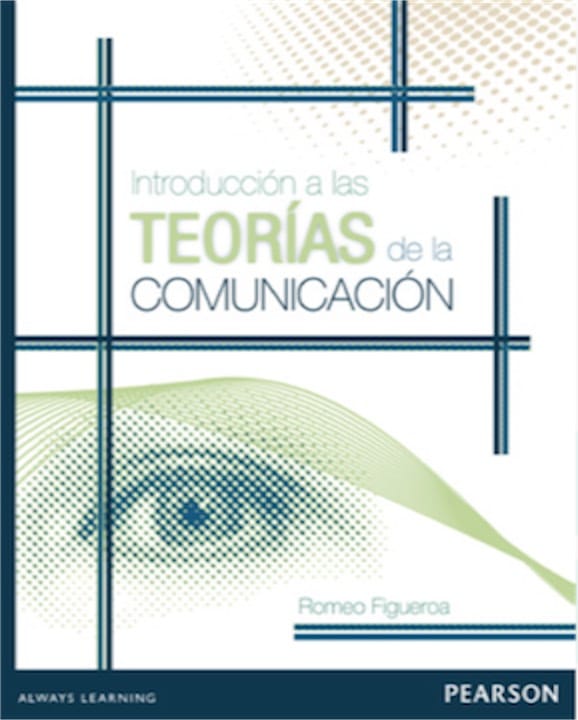 Introducción a las
TEORÍAS de la
COMUNICACIÓN
Romeo Figueroa
ALWAYS LEARNING
PEARSON